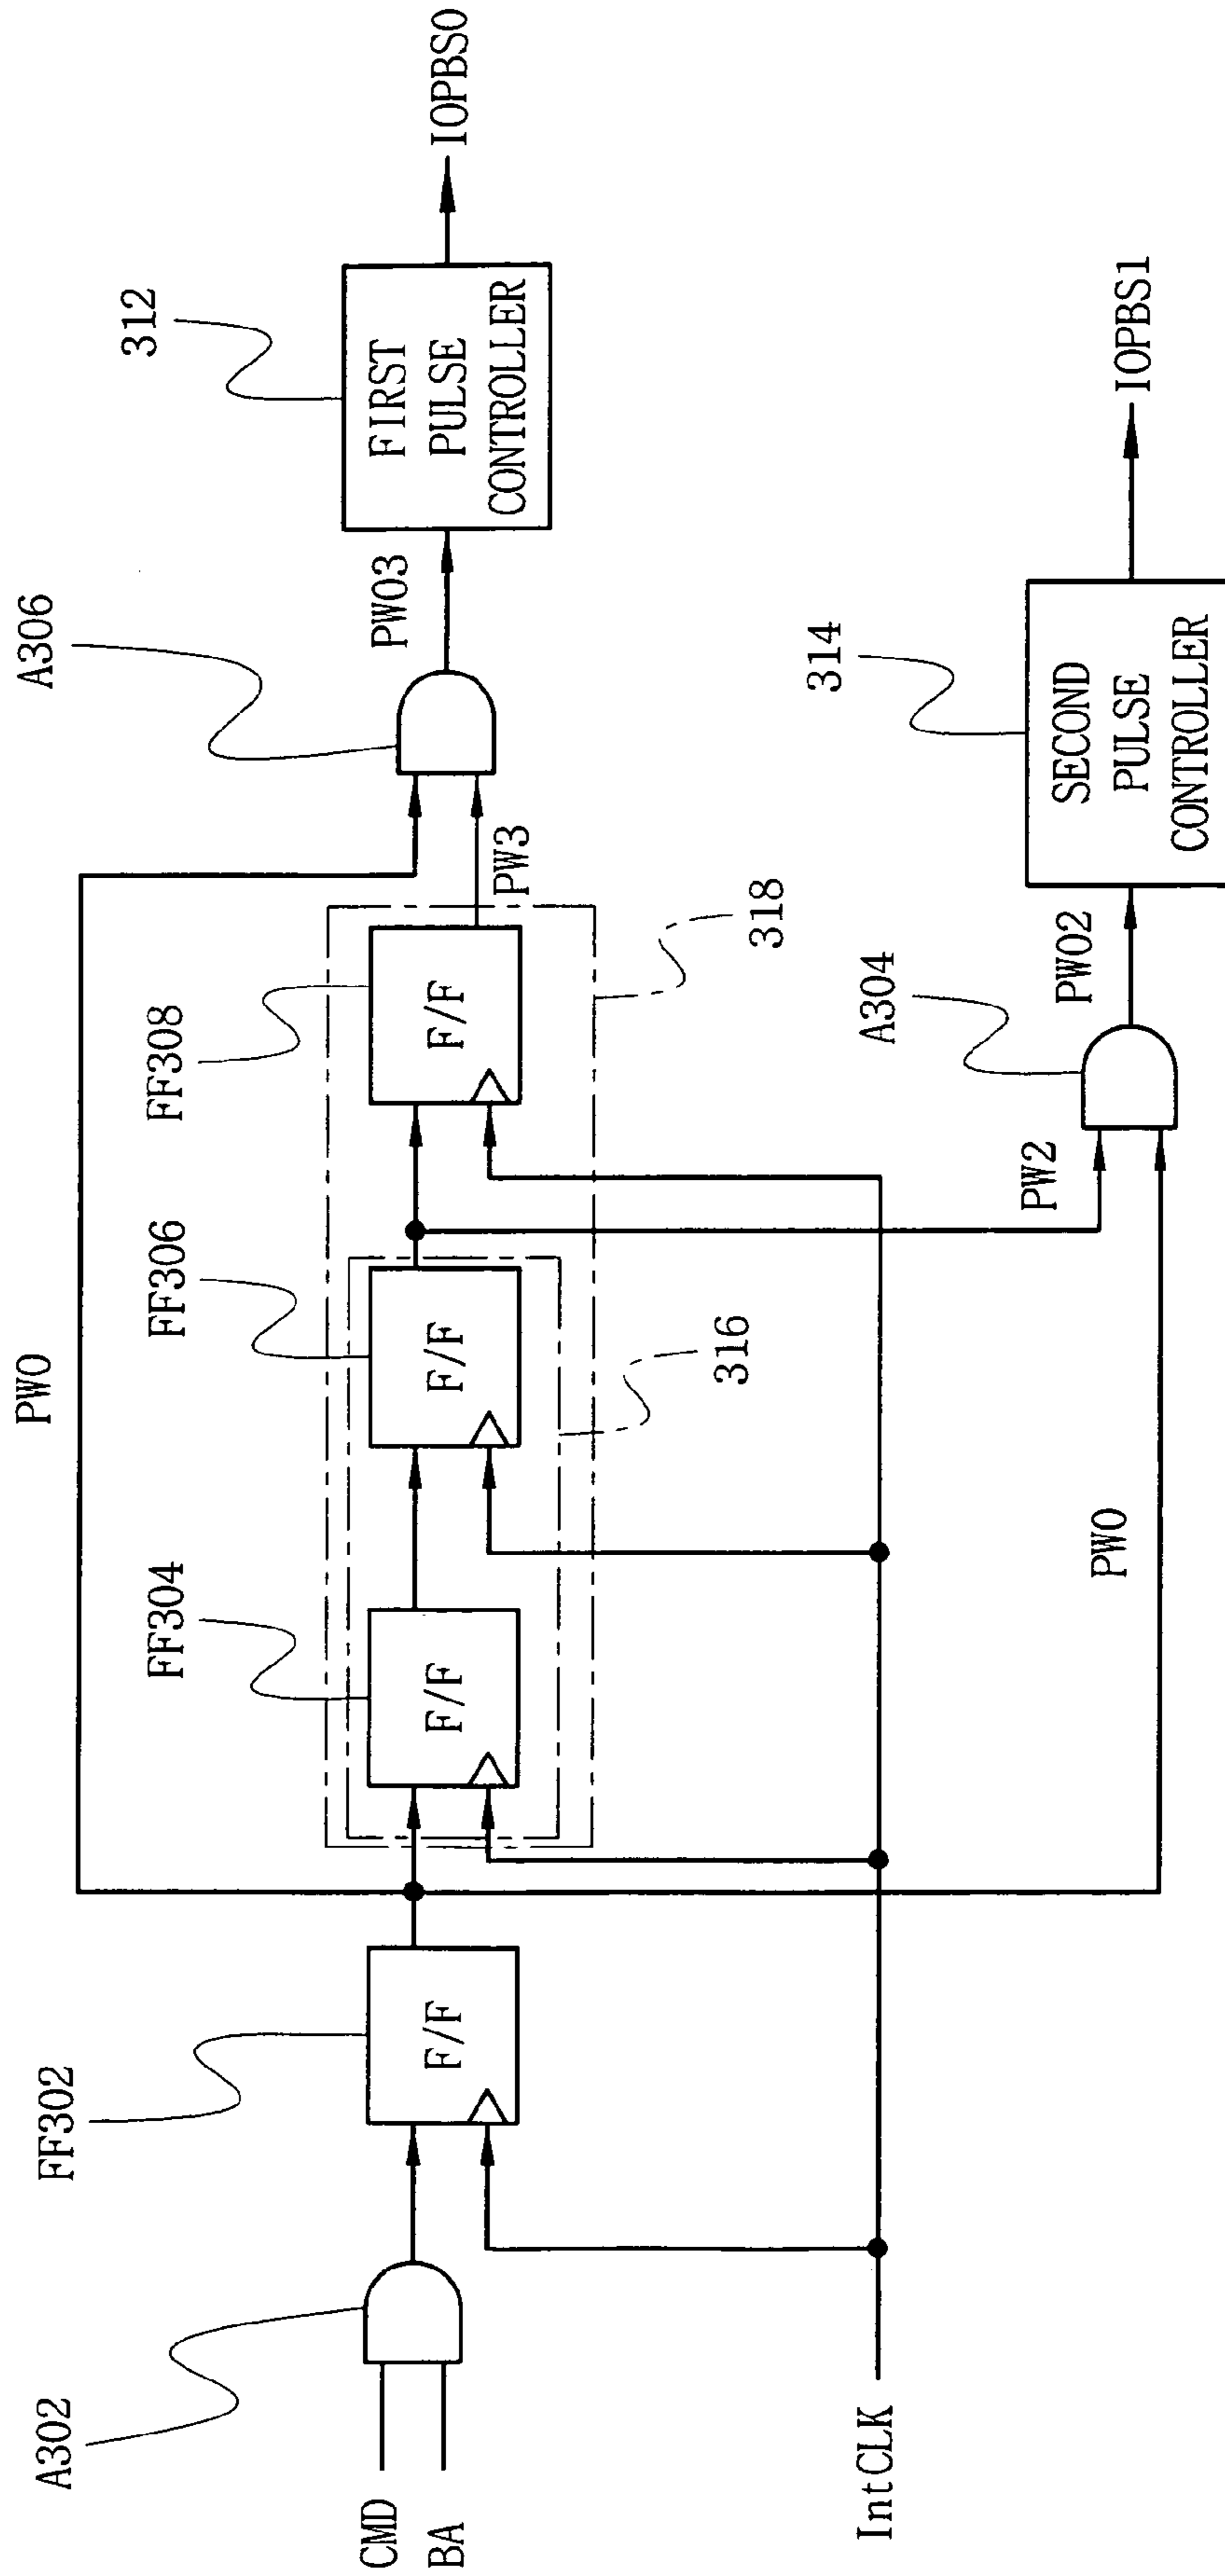 A302
CMD
BA
IntCLK
FF302
F/F
PW0
FF304
F/F
316
FF306
F/F
318
FF308
F/F
PW3
A306
PW03
312
FIRST
PULSE
CONTROLLER
IOPBS0
PW0
PW2
A304
PW02
314
SECOND
PULSE
CONTROLLER
IOPBS1